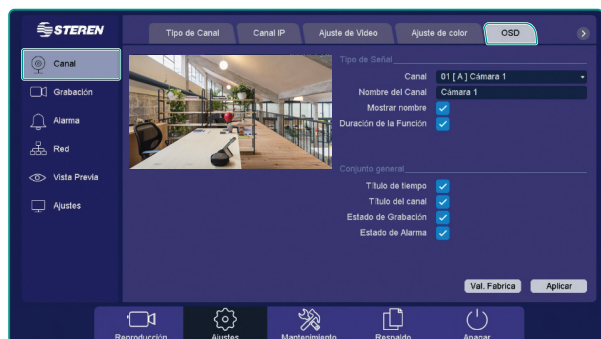 STEREN
Tipo de Canal
Canal IP
Ajuste de Video
Ajuste de color
OSD
Canal
Grabación
Alarma
Red
Vista Previa
Ajustes
Tipo de Señal
Canal 01 [ A ] Cámara 1
Nombre del Canal Cámara 1
Mostrar nombre
Duración de la Función
Conjunto general
Título de tiempo
Título del canal
Estado de Grabación
Estado de Alarma
Val. Fabrica
Aplicar
Reproducción
Ajustes
Mantenimiento
Respaldo
Apagar